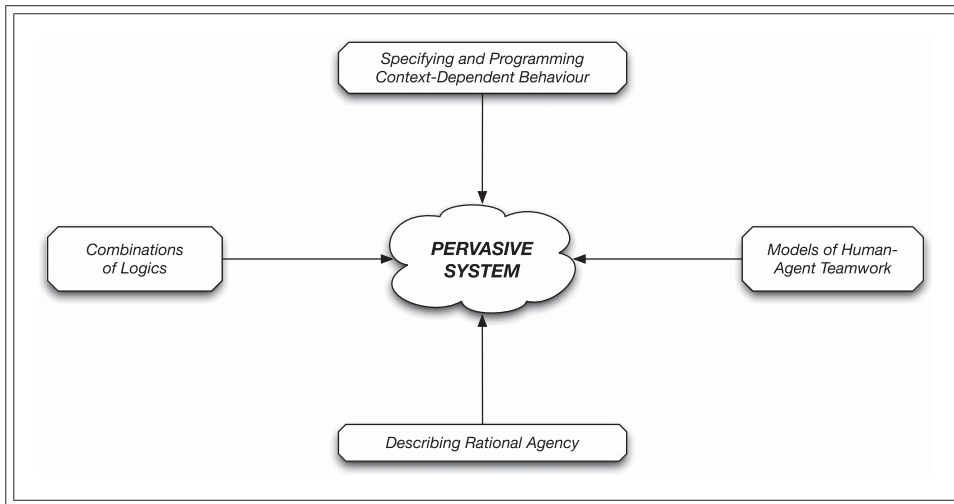 Specifying and Programming
Context-Dependent Behaviour
Combinations
of Logics
PERVASIVE
SYSTEM
Models of Human-
Agent Teamwork
Describing Rational Agency